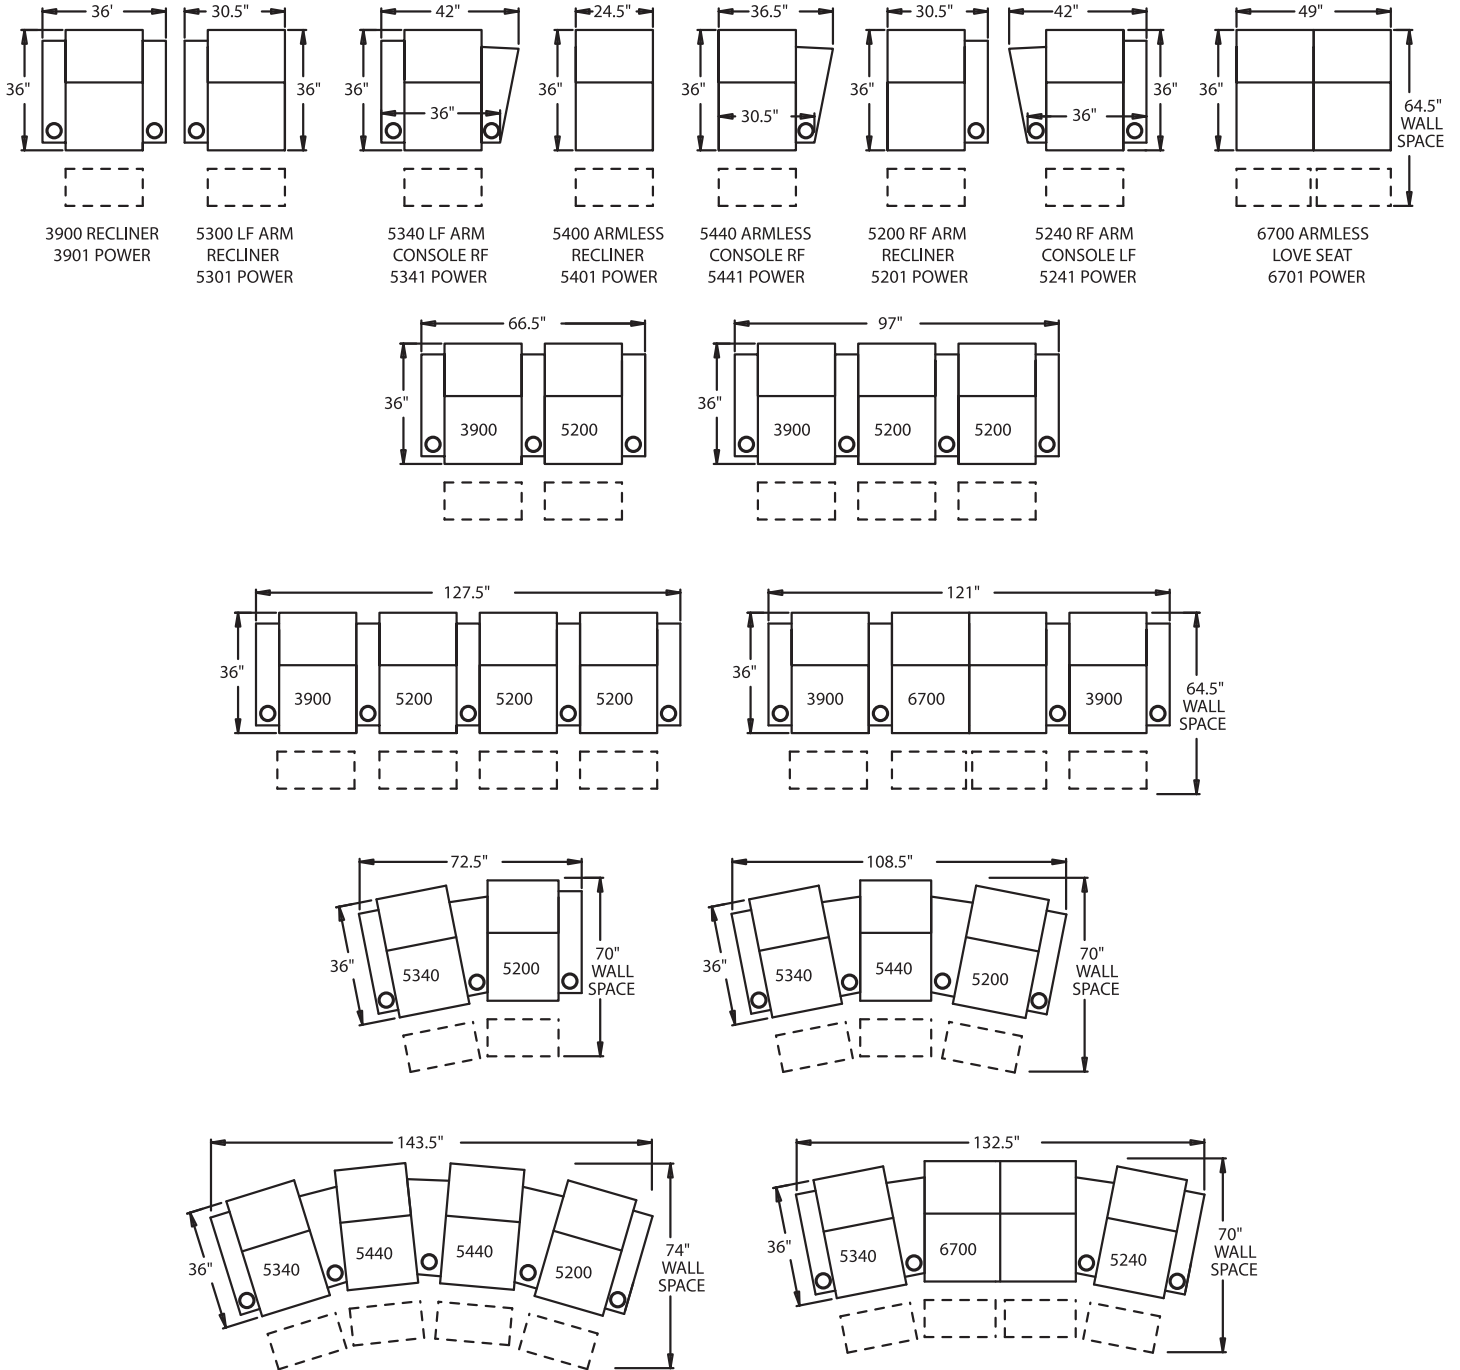 36'
30.5"
42"
24.5"
36.5"
30.5"
42"
49"
36"
36"
36"
36"
36"
36"
36"
36"
36"
30.5"
36"
64.5"
WALL
SPACE
3900 RECLINER
3901 POWER
5300 LF ARM
RECLINER
5301 POWER
5340 LF ARM
CONSOLE RF
5341 POWER
5400 ARMLESS
RECLINER
5401 POWER
5440 ARMLESS
CONSOLE RF
5441 POWER
5200 RF ARM
RECLINER
5201 POWER
5240 RF ARM
CONSOLE LF
5241 POWER
6700 ARMLESS
LOVE SEAT
6701 POWER
66.5"
36"
3900
5200
97"
36"
3900
5200
5200
127.5"
36"
3900
5200
5200
5200
121"
36"
3900
6700
3900
64.5"
WALL
SPACE
72.5"
36"
5340
5200
70"
WALL
SPACE
108.5"
36"
5340
5440
5200
70"
WALL
SPACE
143.5"
36"
5340
5440
5440
5200
74"
WALL
SPACE
132.5"
36"
5340
6700
5240
70"
WALL
SPACE